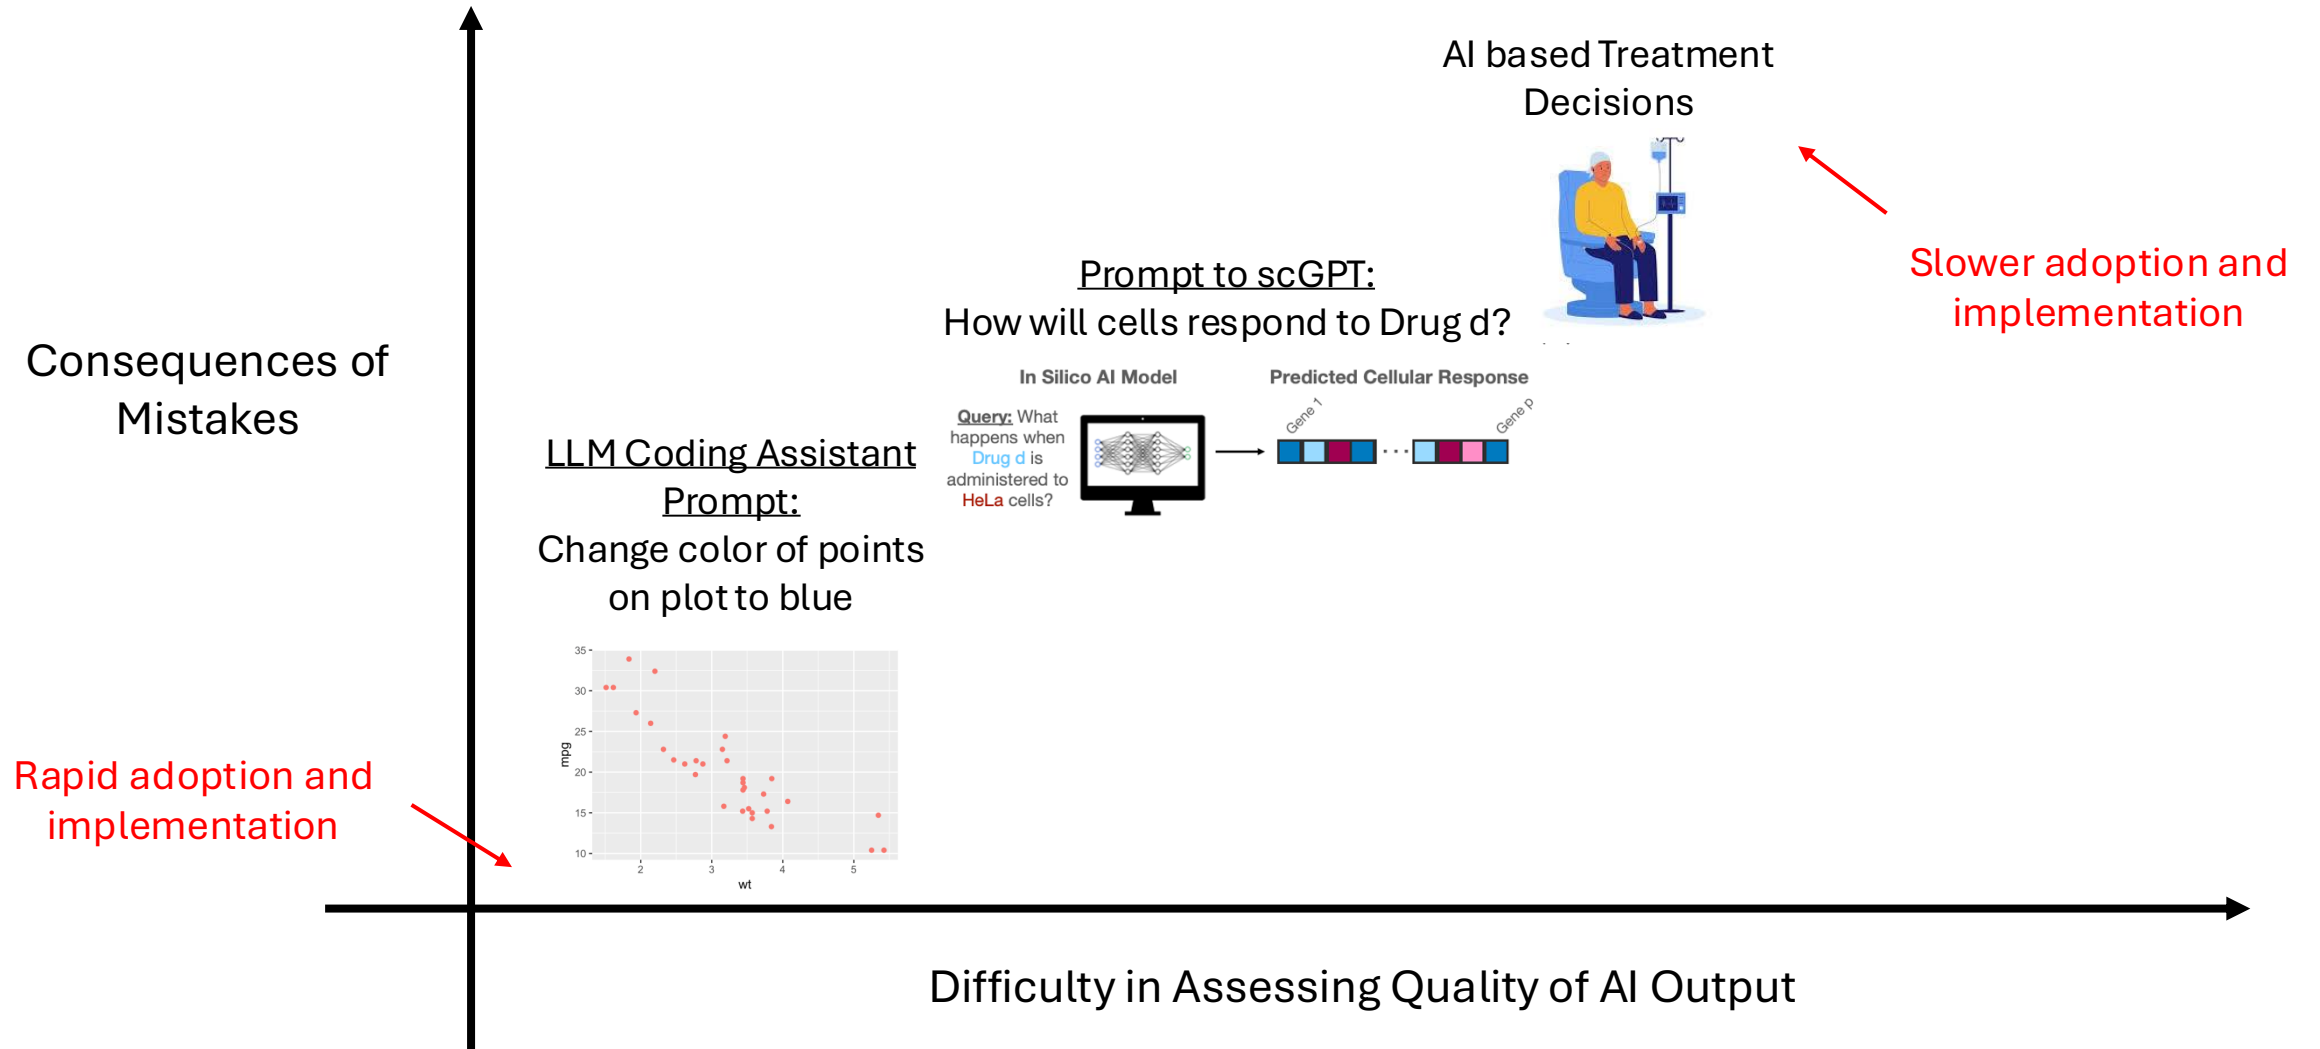 AI based Treatment
Decisions
Slower adoption and
implementation
Prompt to scGPT:
How will cells respond to Drug d?
In Silico AI Model
Predicted Cellular Response
Query: What
happens when
Drug d is
administered to
HeLa cells?
Gene 1
...
Gene p
Consequences of
Mistakes
LLM Coding Assistant
Prompt:
Change color of points
on plot to blue
35
30
25
20
15
10
mpg
2
3
4
5
wt
Rapid adoption and
implementation
Difficulty in Assessing Quality of AI Output